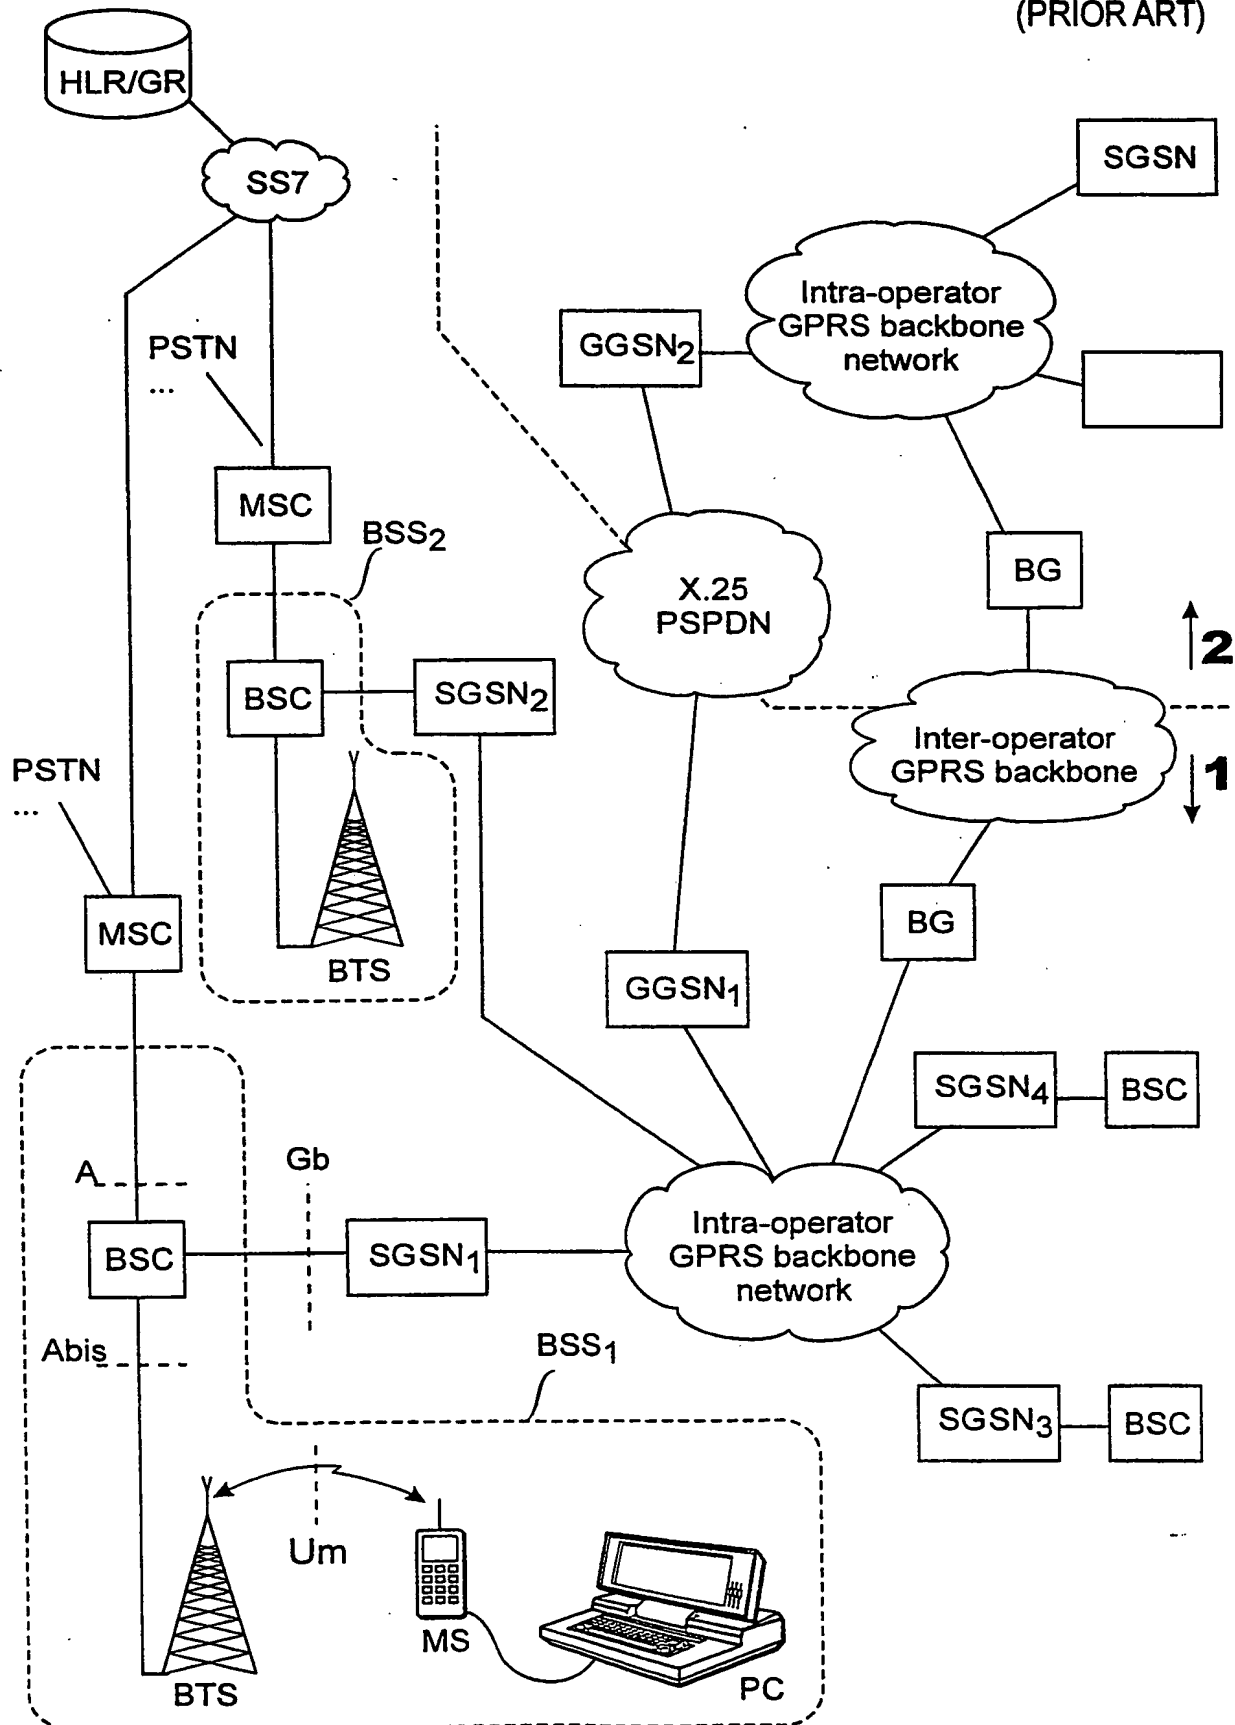 (PRIOR ART)
HLR/GR
SS7
SGSN
Intra-operator
GPRS backbone
network
PSTN
...
GGSN2
MSC
BSS2
X.25
PSPDN
BG
2
BSC
SGSN2
Inter-operator
GPRS backbone
1
PSTN
...
MSC
BTS
BG
GGSN1
SGSN4
BSC
A
Gb
BSC
SGSN1
Intra-operator
GPRS backbone
network
Abis
BSS1
SGSN3
BSC
Um
MS
BTS
PC